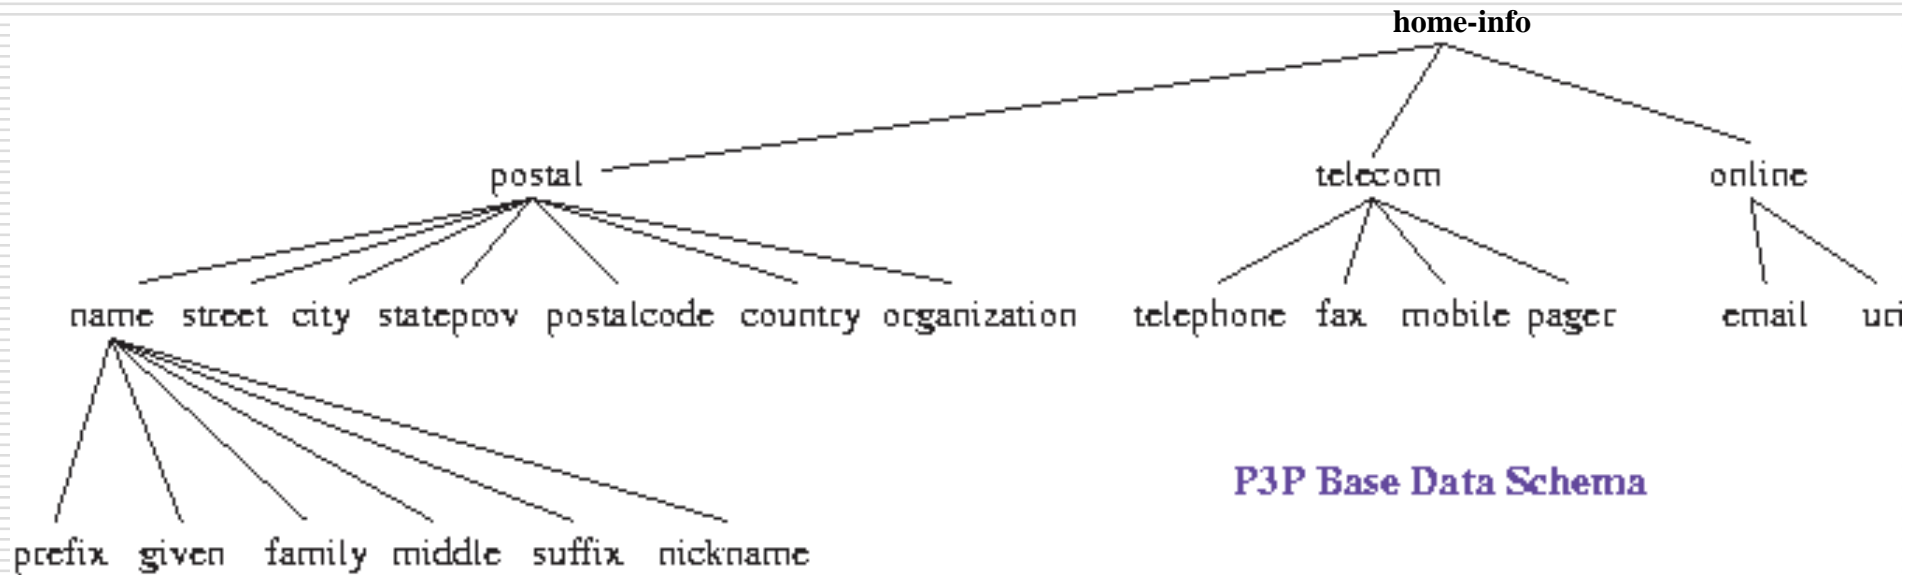 home-info
postal telecom online
name street city stateprov postalcode country organization telephone fax mobile pager email uri
P3P Base Data Schema
prefix given family middle suffix nickname